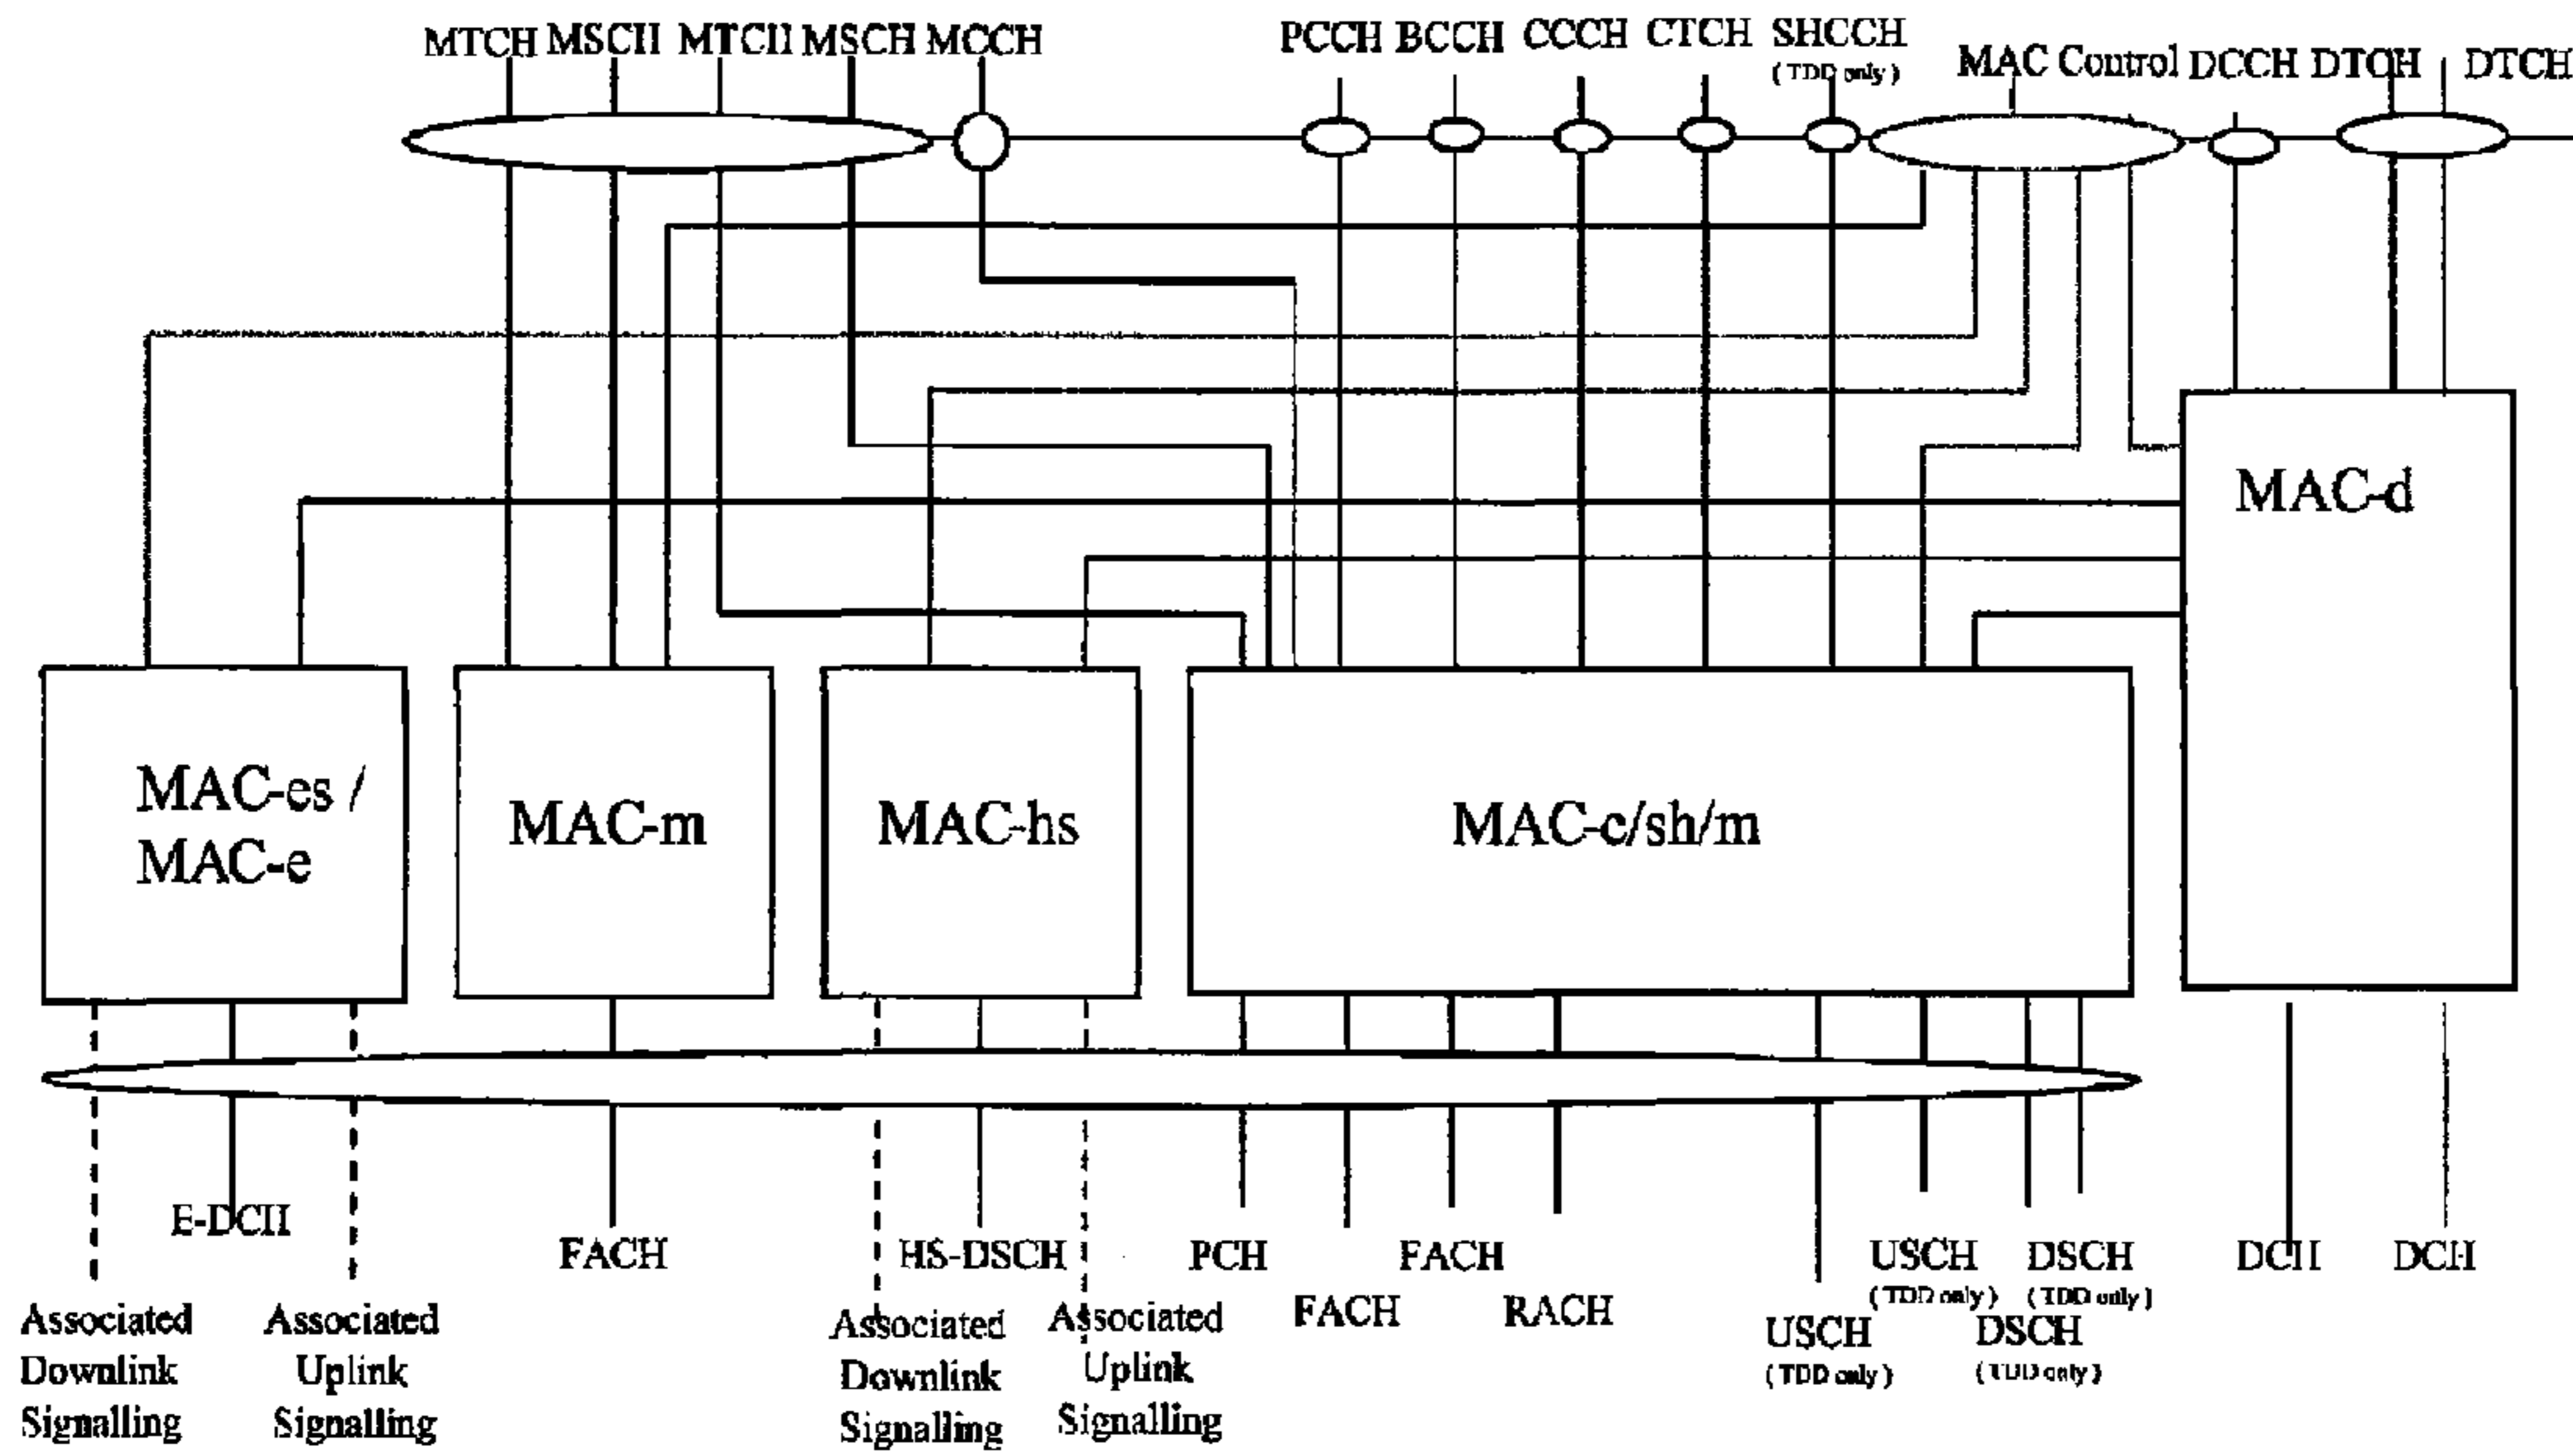 MTCH MSCH MTCH MSCH MCCH PCCH BCCH CCCH CTCH SHCCH
( TDD only )
MAC Control DCCH DTCH DTCH
MAC-d
MAC-es /
MAC-e
MAC-m
MAC-hs
MAC-c/sh/m
E-DCH
FACH
HS-DSCH
PCH
FACH
FACH
RACH
USCH
( TDD only )
USCH
( TDD only )
DSCH
( TDD only )
DSCH
( TDD only )
DCH
DCH
Associated
Downlink
Signalling
Associated
Uplink
Signalling
Associated
Downlink
Signalling
Associated
Uplink
Signalling